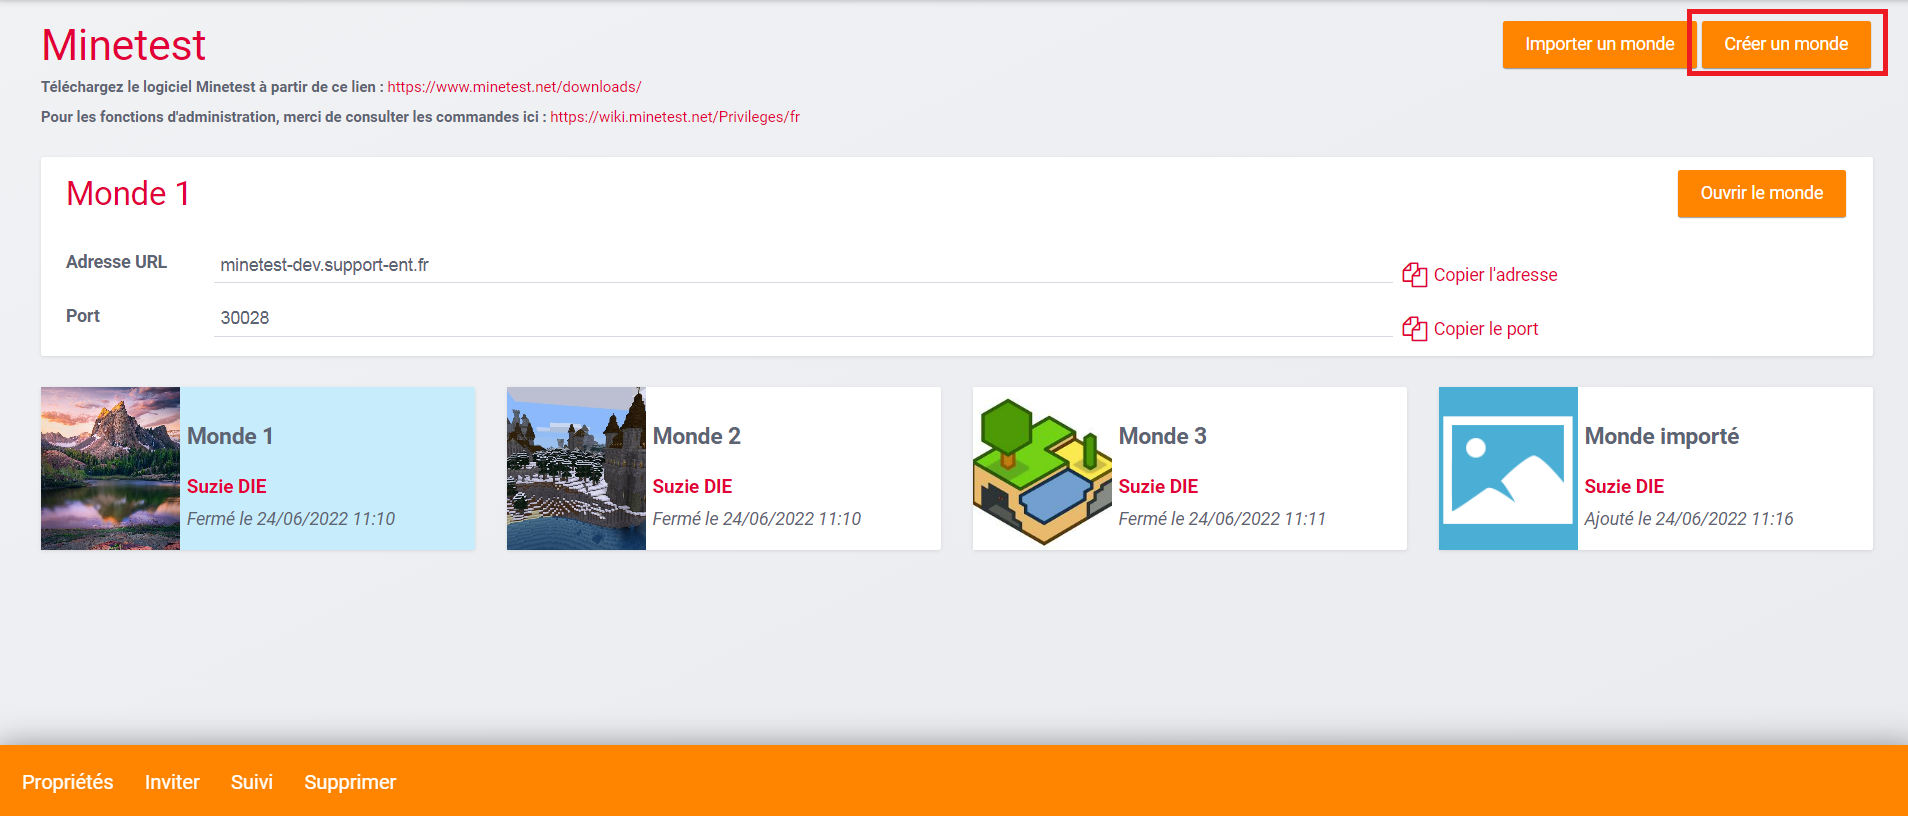 Minetest
Importer un monde
Créer un monde
Téléchargez le logiciel Minetest à partir de ce lien : https://www.minetest.net/downloads/
Pour les fonctions d'administration, merci de consulter les commandes ici : https://wiki.minetest.net/Privileges/fr
Monde 1
Ouvrir le monde
Adresse URL minetest-dev.support-ent.fr Copier l'adresse
Port 30028 Copier le port
Monde 1
Suzie DIE
Fermé le 24/06/2022 11:10
Monde 2
Suzie DIE
Fermé le 24/06/2022 11:10
Monde 3
Suzie DIE
Fermé le 24/06/2022 11:11
Monde importé
Suzie DIE
Ajouté le 24/06/2022 11:16
Propriétés Inviter Suivi Supprimer